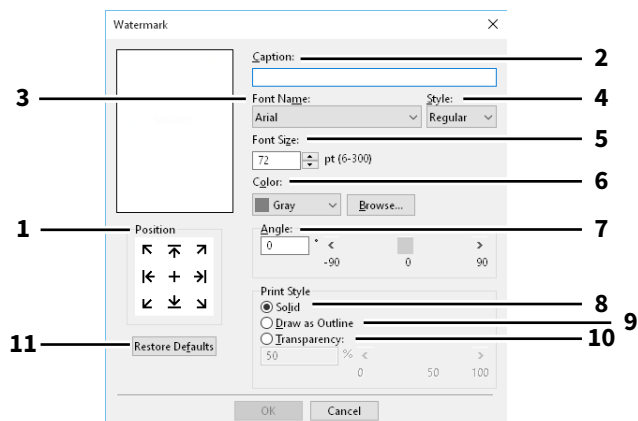 Watermark
Caption: 2
3 Font Name: Style: 4
Arial Regular
Font Size: 5
72 pt (6-300)
Color: 6
Gray Browse...
1 Position Angle: 7
0 °
-90 0 90
Print Style
Solid 8
Draw as Outline 9
Transparency: 10
11 Restore Defaults
50 %
0 50 100
OK Cancel